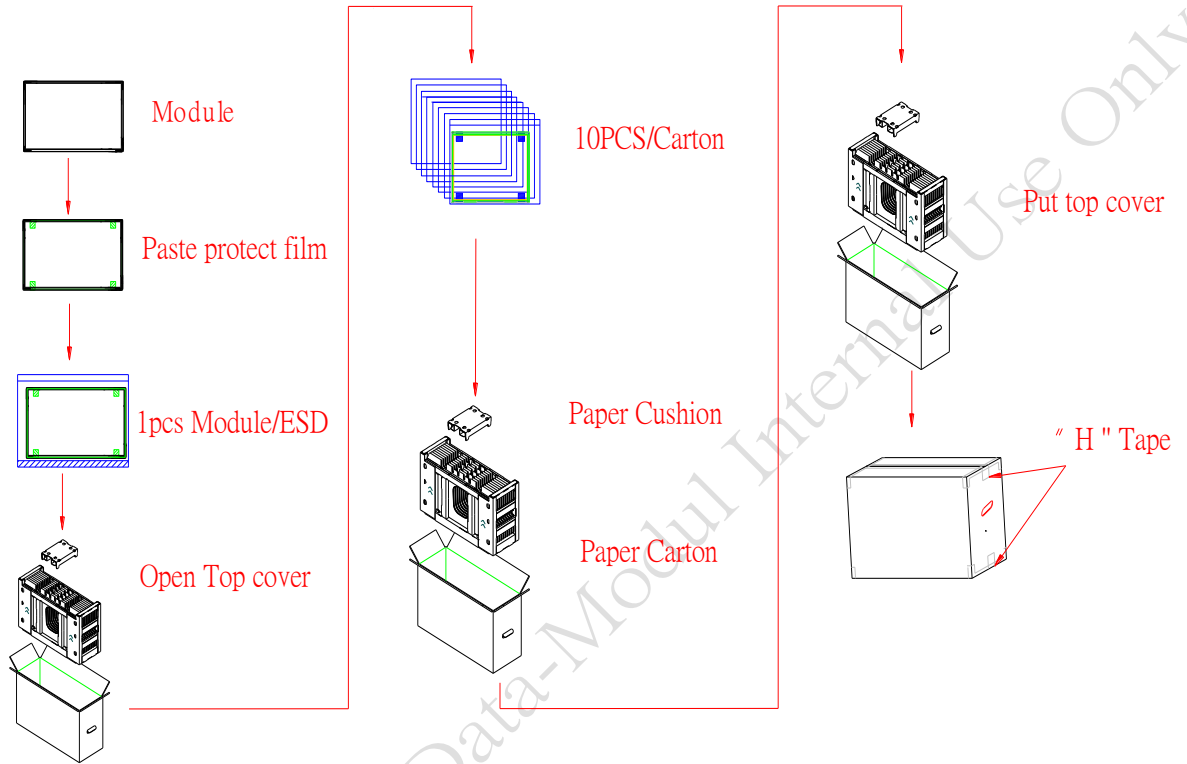 Module
Paste protect film
1pcs Module/ESD
Open Top cover
10PCS/Carton
Paper Cushion
Paper Carton
Put top cover
" H " Tape
Data-Modul Internal Use Only